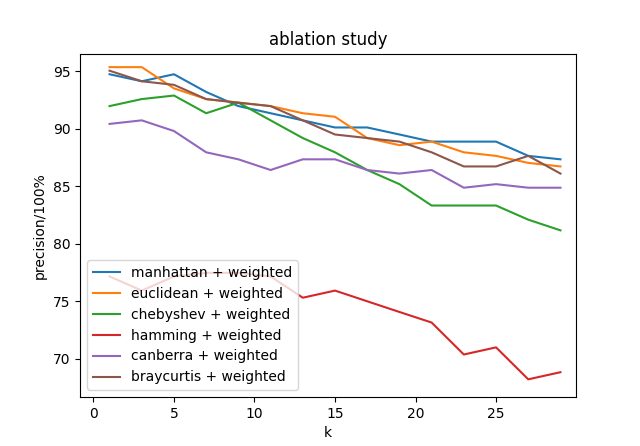 ablation study
precision/100%
95
90
85
80
75
70
manhattan + weighted
euclidean + weighted
chebyshev + weighted
hamming + weighted
canberra + weighted
braycurtis + weighted
0 5 10 15 20 25
k